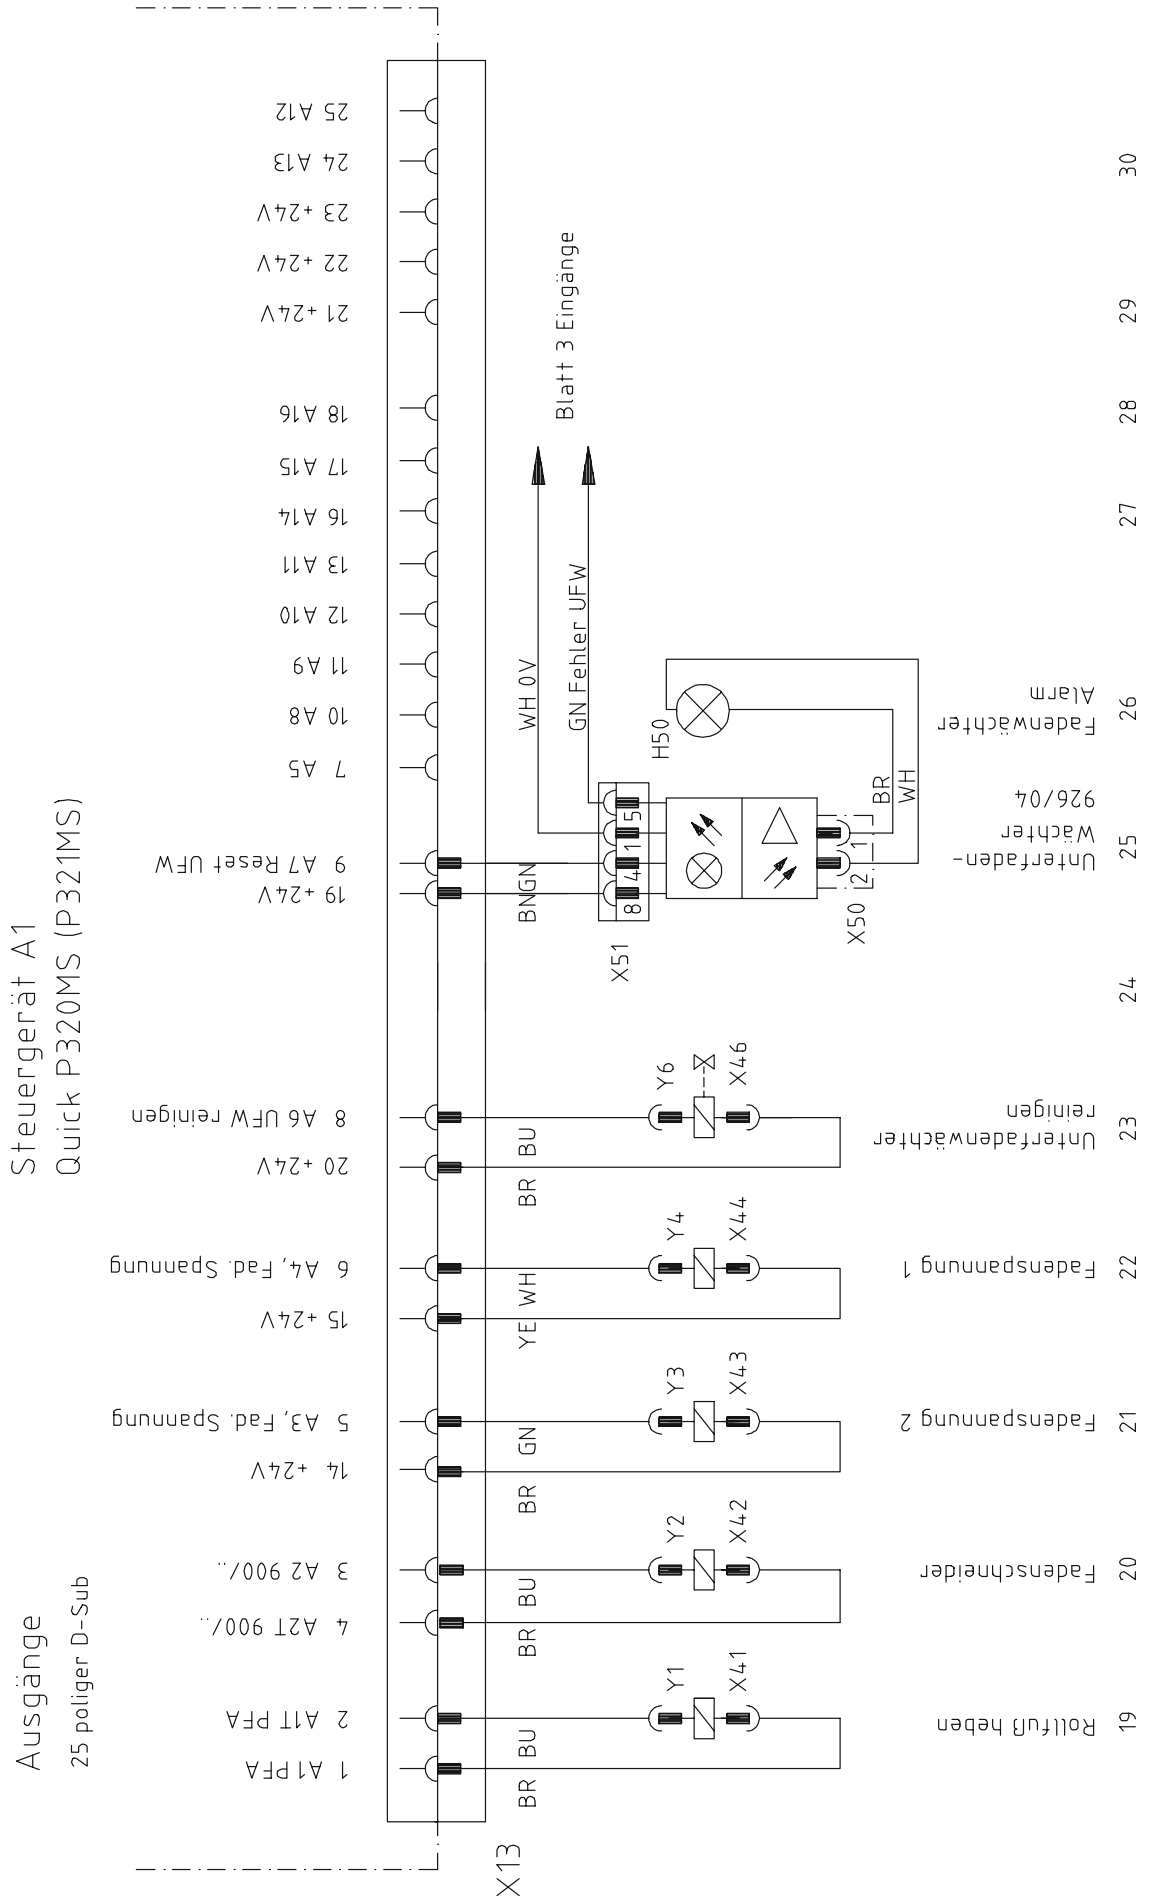 Steuergerät A1
Quick P320MS (P321MS)
Ausgänge
25 poliger D-Sub
1 A1 PFA
2 A1T PFA
4 A2T 900/..
3 A2 900/..
14 +24V
5 A3, Fad. Spannung
15 +24V
6 A4, Fad. Spannung
20 +24V
8 A6 UFW reinigen
19 +24V
9 A7 Reset UFW
7 A5
10 A8
11 A9
12 A10
13 A11
16 A14
17 A15
18 A16
21 +24V
22 +24V
23 +24V
24 A13
25 A12
X13
BR BU
BR BU
BR GN
YE WH
BR BU
BN GN
WH 0V
GN Fehler UFW
Blatt 3 Eingänge
X51
8 4 1 5
H50
Y1
X41
Y2
X42
Y3
X43
Y4
X44
Y6
X46
X50
2 1
BR
WH
Rollfuß heben
Fadenschneider
Fadenspannung 2
Fadenspannung 1
Unterfadenwächter
reinigen
Unterfaden-
Wächter
926/04
Fadenwächter
Alarm
19 20 21 22 23 24 25 26 27 28 29 30